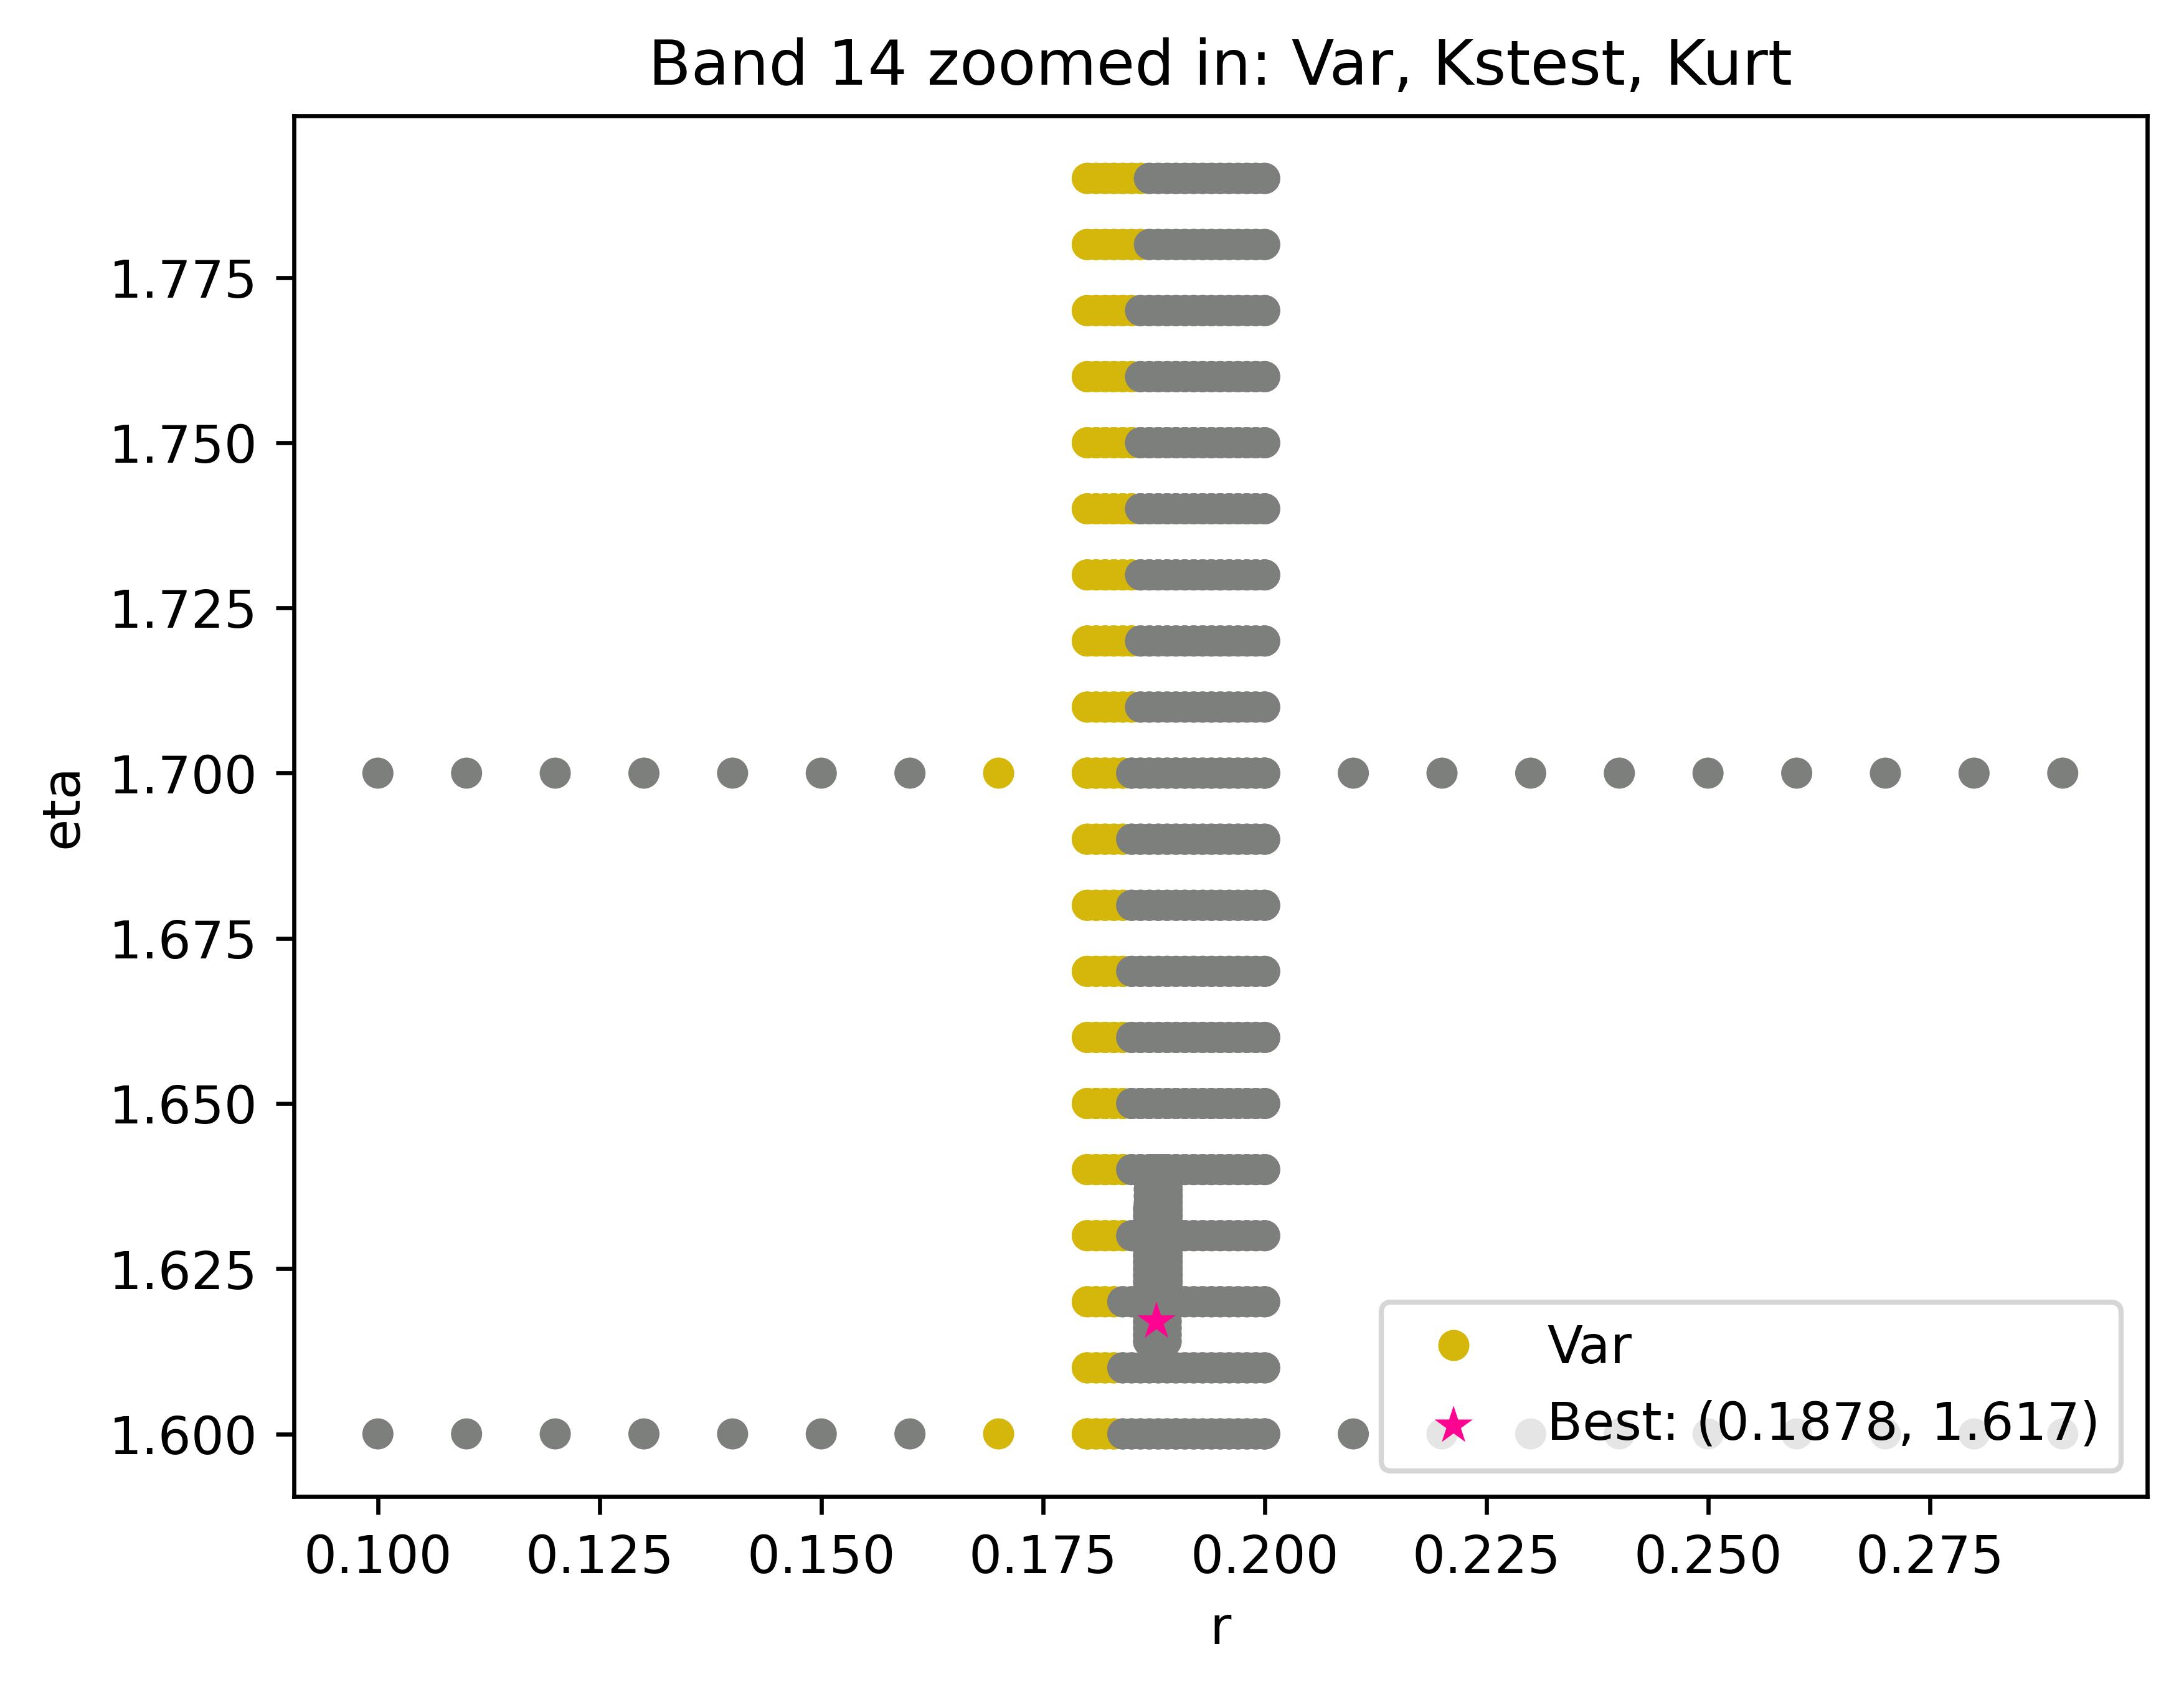 Band 14 zoomed in: Var, Kstest, Kurt
eta
1.775
1.750
1.725
1.700
1.675
1.650
1.625
1.600
Var
Best: (0.1878, 1.617)
0.100 0.125 0.150 0.175 0.200 0.225 0.250 0.275
r